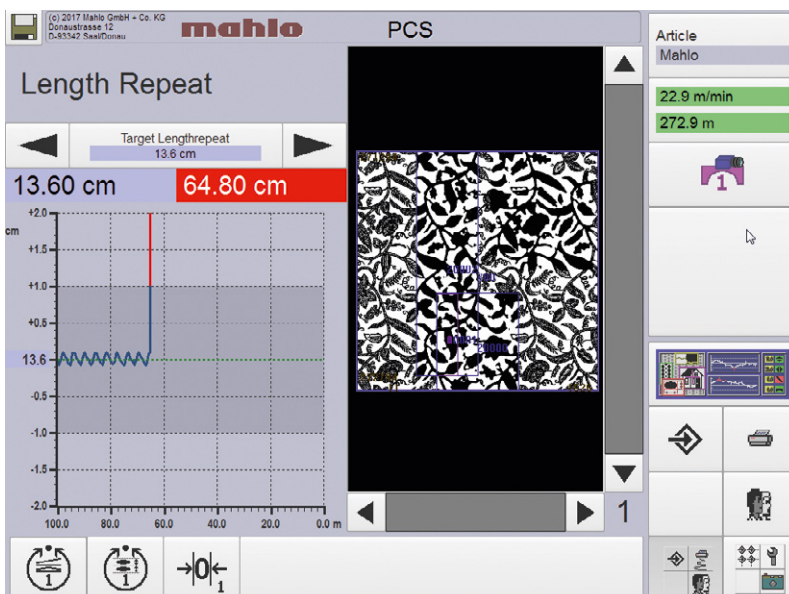 (c) 2017 Mahlo GmbH + Co. KG
Donaustrasse 12
D-93342 Saal/Donau
mahlo
PCS
Article
Mahlo
22.9 m/min
272.9 m
1
Length Repeat
Target Lengthrepeat
13.6 cm
13.60 cm
64.80 cm
cm
+2.0
+1.5
+1.0
+0.5
13.6
-0.5
-1.0
-1.5
-2.0
100.0 80.0 60.0 40.0 20.0 0.0 m
1
1
1
0
1